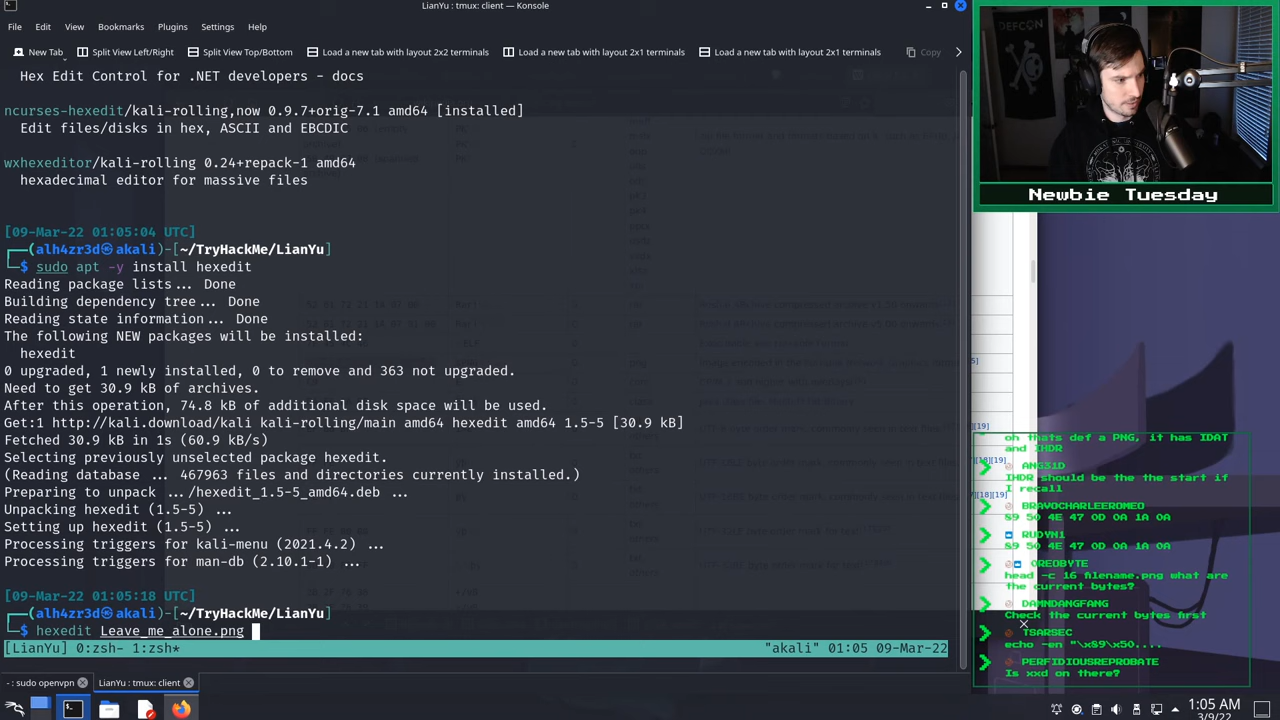 LianYu : tmux: client — Konsole
File Edit View Bookmarks Plugins Settings Help
New Tab Split View Left/Right Split View Top/Bottom Load a new tab with layout 2x2 terminals Load a new tab with layout 2x1 terminals Load a new tab with layout 1x2 terminals Copy
Hex Edit Control for .NET developers - docs
ncurses-hexedit/kali-rolling,now 0.9.7+orig-7.1 amd64 [installed]
Edit files/disks in hex, ASCII and EBCDIC
wxhexeditor/kali-rolling 0.24+repack-1 amd64
hexadecimal editor for massive files
[09-Mar-22 01:05:04 UTC]
(alh4zr3d㉿akali)-[~/TryHackMe/LianYu]
$ sudo apt -y install hexedit
Reading package lists... Done
Building dependency tree... Done
Reading state information... Done
The following NEW packages will be installed:
hexedit
0 upgraded, 1 newly installed, 0 to remove and 363 not upgraded.
Need to get 30.9 kB of archives.
After this operation, 74.8 kB of additional disk space will be used.
Get:1 http://kali.download/kali kali-rolling/main amd64 hexedit amd64 1.5-5 [30.9 kB]
Fetched 30.9 kB in 1s (60.9 kB/s)
Selecting previously unselected package hexedit.
(Reading database ... files and directories currently installed.)
Preparing to unpack .../hexedit_1.5-5_amd64.deb ...
Unpacking hexedit (1.5-5) ...
Setting up hexedit (1.5-5) ...
Processing triggers for kali-menu ...
Processing triggers for man-db ...
[09-Mar-22 01:05:18 UTC]
(alh4zr3d㉿akali)-[~/TryHackMe/LianYu]
$ hexedit Leave_me_alone.png
[LianYu] 0:zsh- 1:zsh* "akali" 01:05 09-Mar-22
- : sudo openvpn LianYu : tmux: client
DEFCON
Newbie Tuesday
[19]
oh thats def a PNG, it has IDAT
and IHDR
][18][19]
ANG31D
IHDR should be the the start if
I recall
7][18][19]
BRAVOCHARLEEROMEO
89 50 4E 47 0D 0A 1A 0A
RUDYN1
89 50 4E 47 0D 0A 1A 0A
OREOBYTE
head -c 16 filename.png what are
the current bytes?
DAMNDANGFANG
Check the current bytes first
TSARSEC
echo -en "\x89\x50....
PERFIDIOUSREPROBATE
Is xxd on there?
1:05 AM
3/9/22